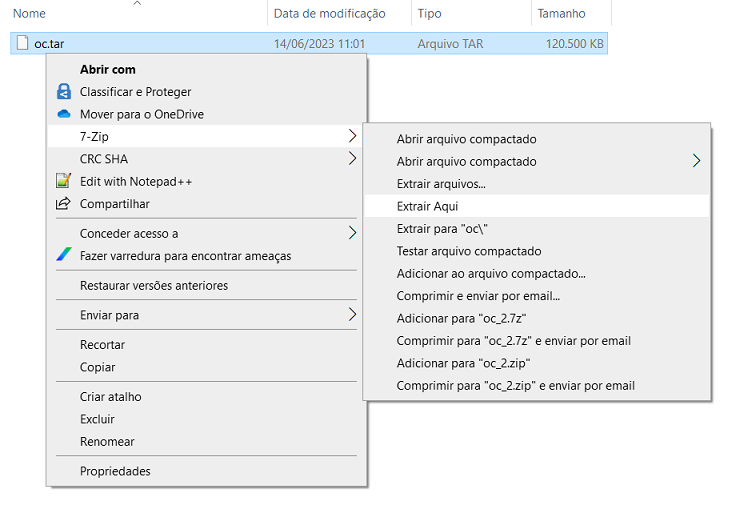 Nome Data de modificação Tipo Tamanho
oc.tar 14/06/2023 11:01 Arquivo TAR 120.500 KB
Abrir com
Classificar e Proteger
Mover para o OneDrive
7-Zip
CRC SHA
Edit with Notepad++
Compartilhar
Conceder acesso a
Fazer varredura para encontrar ameaças
Restaurar versões anteriores
Enviar para
Recortar
Copiar
Criar atalho
Excluir
Renomear
Propriedades
Abrir arquivo compactado
Abrir arquivo compactado
Extrair arquivos...
Extrair Aqui
Extrair para "oc\"
Testar arquivo compactado
Adicionar ao arquivo compactado...
Comprimir e enviar por email...
Adicionar para "oc_2.7z"
Comprimir para "oc_2.7z" e enviar por email
Adicionar para "oc_2.zip"
Comprimir para "oc_2.zip" e enviar por email